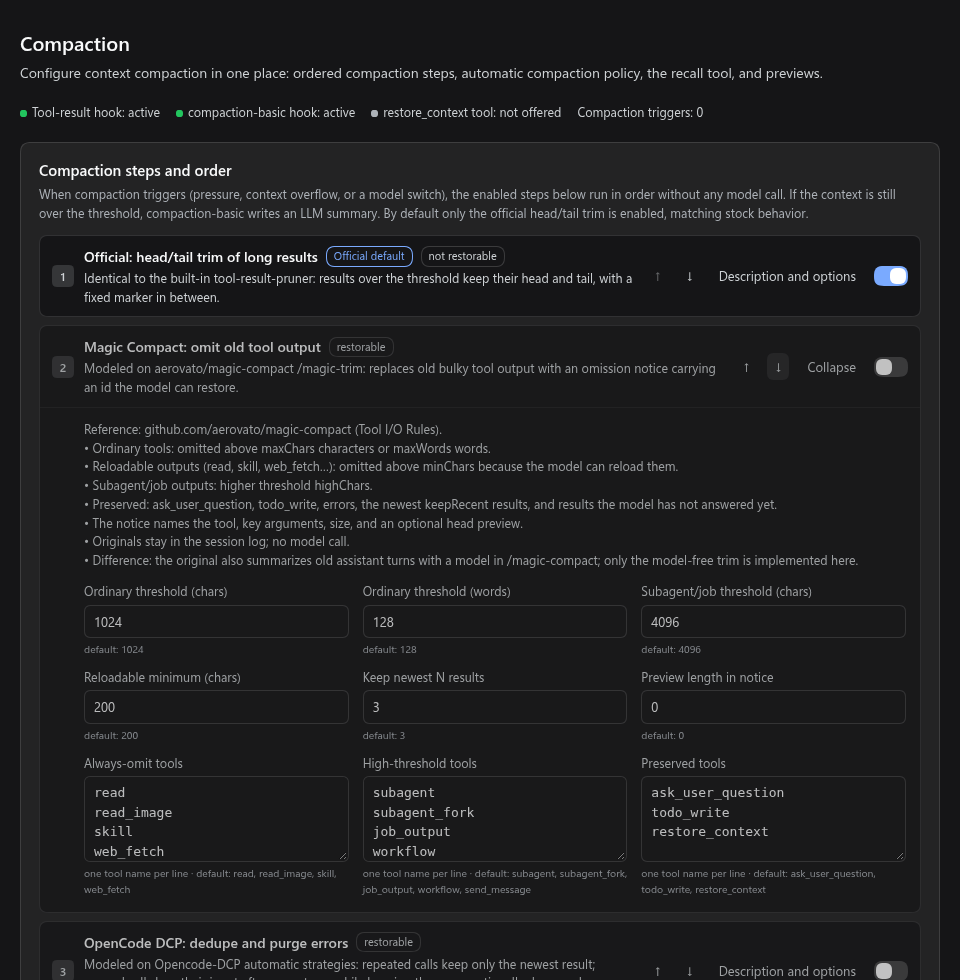 Compaction
Configure context compaction in one place: ordered compaction steps, automatic compaction policy, the recall tool, and previews.
Tool-result hook: active compaction-basic hook: active restore_context tool: not offered Compaction triggers: 0
Compaction steps and order
When compaction triggers (pressure, context overflow, or a model switch), the enabled steps below run in order without any model call. If the context is still
over the threshold, compaction-basic writes an LLM summary. By default only the official head/tail trim is enabled, matching stock behavior.
1
Official: head/tail trim of long results Official default not restorable
Identical to the built-in tool-result-pruner: results over the threshold keep their head and tail, with a
fixed marker in between.
↑ ↓ Description and options
2
Magic Compact: omit old tool output restorable
Modeled on aerovato/magic-compact /magic-trim: replaces old bulky tool output with an omission notice carrying
an id the model can restore.
↑ ↓ Collapse
Reference: github.com/aerovato/magic-compact (Tool I/O Rules).
• Ordinary tools: omitted above maxChars characters or maxWords words.
• Reloadable outputs (read, skill, web_fetch...): omitted above minChars because the model can reload them.
• Subagent/job outputs: higher threshold highChars.
• Preserved: ask_user_question, todo_write, errors, the newest keepRecent results, and results the model has not answered yet.
• The notice names the tool, key arguments, size, and an optional head preview.
• Originals stay in the session log; no model call.
• Difference: the original also summarizes old assistant turns with a model in /magic-compact; only the model-free trim is implemented here.
Ordinary threshold (chars) Ordinary threshold (words) Subagent/job threshold (chars)
1024 128 4096
default: 1024 default: 128 default: 4096
Reloadable minimum (chars) Keep newest N results Preview length in notice
200 3 0
default: 200 default: 3 default: 0
Always-omit tools High-threshold tools Preserved tools
read subagent ask_user_question
read_image subagent_fork todo_write
skill job_output restore_context
web_fetch workflow
one tool name per line · default: read, read_image, skill, one tool name per line · default: subagent, subagent_fork, one tool name per line · default: ask_user_question,
web_fetch job_output, workflow, send_message todo_write, restore_context
3
OpenCode DCP: dedupe and purge errors restorable
Modeled on Opencode-DCP automatic strategies: repeated calls keep only the newest result;
↑ ↓ Description and options